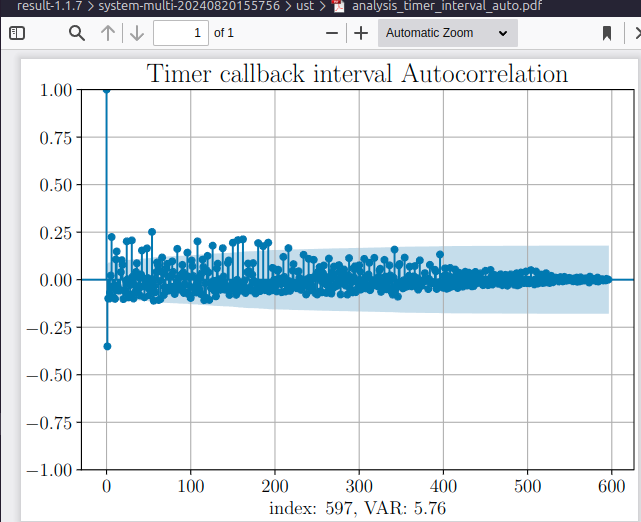 result-1.1.7 > system-multi-20240820155756 > ust > analysis_timer_interval_auto.pdf
1 of 1
Automatic Zoom
Timer callback interval Autocorrelation
1.00
0.75
0.50
0.25
0.00
−0.25
−0.50
−0.75
−1.00
0 100 200 300 400 500 600
index: 597, VAR: 5.76